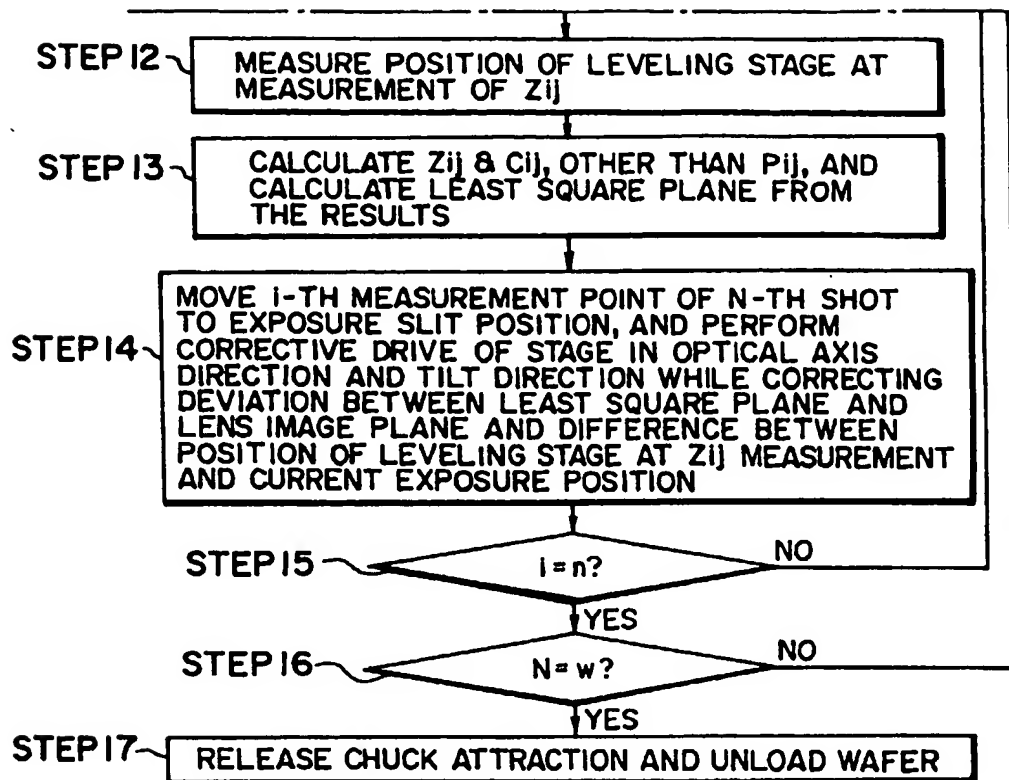 STEP 12
MEASURE POSITION OF LEVELING STAGE AT
MEASUREMENT OF Zij
STEP 13
CALCULATE Zij & Cij, OTHER THAN Pij, AND
CALCULATE LEAST SQUARE PLANE FROM
THE RESULTS
STEP 14
MOVE i-TH MEASUREMENT POINT OF N-TH SHOT
TO EXPOSURE SLIT POSITION, AND PERFORM
CORRECTIVE DRIVE OF STAGE IN OPTICAL AXIS
DIRECTION AND TILT DIRECTION WHILE CORRECTING
DEVIATION BETWEEN LEAST SQUARE PLANE AND
LENS IMAGE PLANE AND DIFFERENCE BETWEEN
POSITION OF LEVELING STAGE AT Zij MEASUREMENT
AND CURRENT EXPOSURE POSITION
STEP 15
i = n?
NO
YES
STEP 16
N = w?
NO
YES
STEP 17
RELEASE CHUCK ATTRACTION AND UNLOAD WAFER